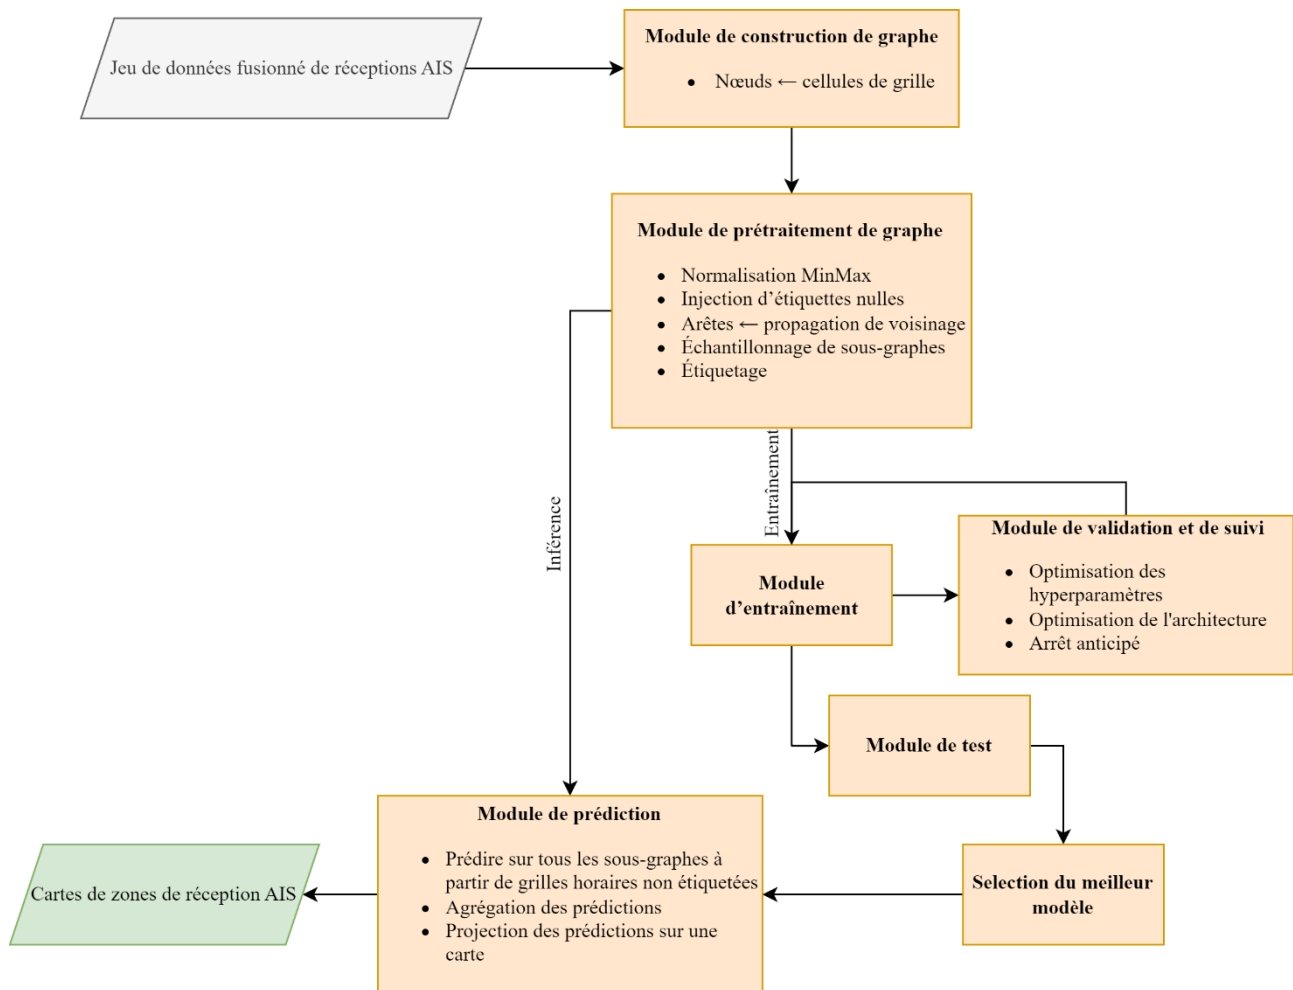 Jeu de données fusionné de réceptions AIS
Module de construction de graphe
• Nœuds ← cellules de grille
Module de prétraitement de graphe
• Normalisation MinMax
• Injection d’étiquettes nulles
• Arêtes ← propagation de voisinage
• Échantillonnage de sous-graphes
• Étiquetage
Inférence
Entraînement
Module de validation et de suivi
• Optimisation des
hyperparamètres
• Optimisation de l'architecture
• Arrêt anticipé
Module
d’entraînement
Module de test
Selection du meilleur
modèle
Module de prédiction
• Prédire sur tous les sous-graphes à
partir de grilles horaires non étiquetées
• Agrégation des prédictions
• Projection des prédictions sur une
carte
Cartes de zones de réception AIS